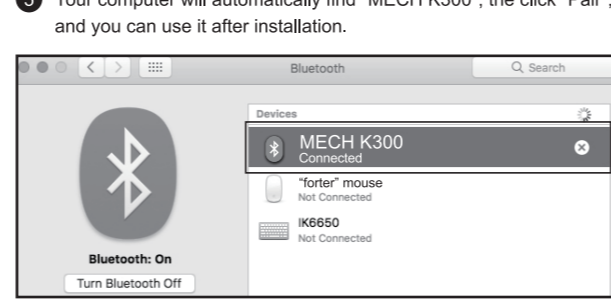 Your computer will automatically find "MECH K300", the click "Pair",
and you can use it after installation.
Bluetooth
Search
Devices
MECH K300
Connected
"forter" mouse
Not Connected
IK6650
Not Connected
Bluetooth: On
Turn Bluetooth Off